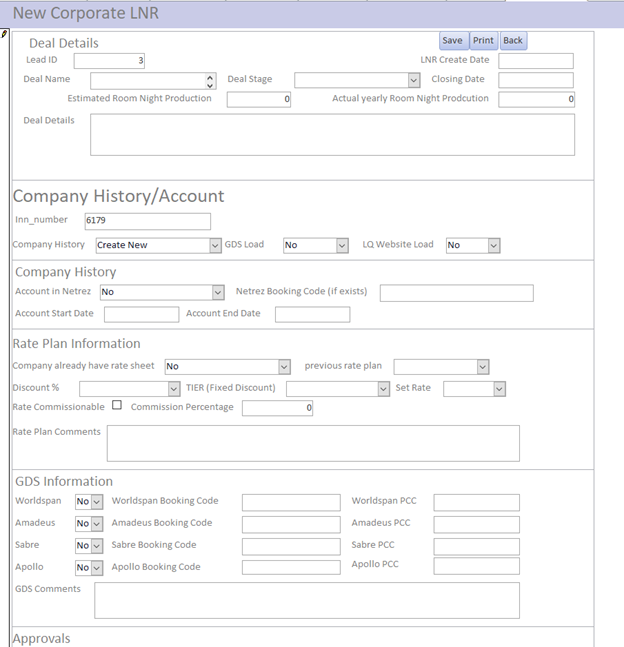 New Corporate LNR
Deal Details
Save Print Back
Lead ID 3 LNR Create Date
Deal Name Deal Stage Closing Date
Estimated Room Night Production 0 Actual yearly Room Night Prodcution 0
Deal Details
Company History/Account
Inn_number 6179
Company History Create New GDS Load No LQ Website Load No
Company History
Account in Netrez No Netrez Booking Code (if exists)
Account Start Date Account End Date
Rate Plan Information
Company already have rate sheet No previous rate plan
Discount % TIER (Fixed Discount) Set Rate
Rate Commissionable Commission Percentage 0
Rate Plan Comments
GDS Information
Worldspan No Worldspan Booking Code Worldspan PCC
Amadeus No Amadeus Booking Code Amadeus PCC
Sabre No Sabre Booking Code Sabre PCC
Apollo No Apollo Booking Code Apollo PCC
GDS Comments
Approvals